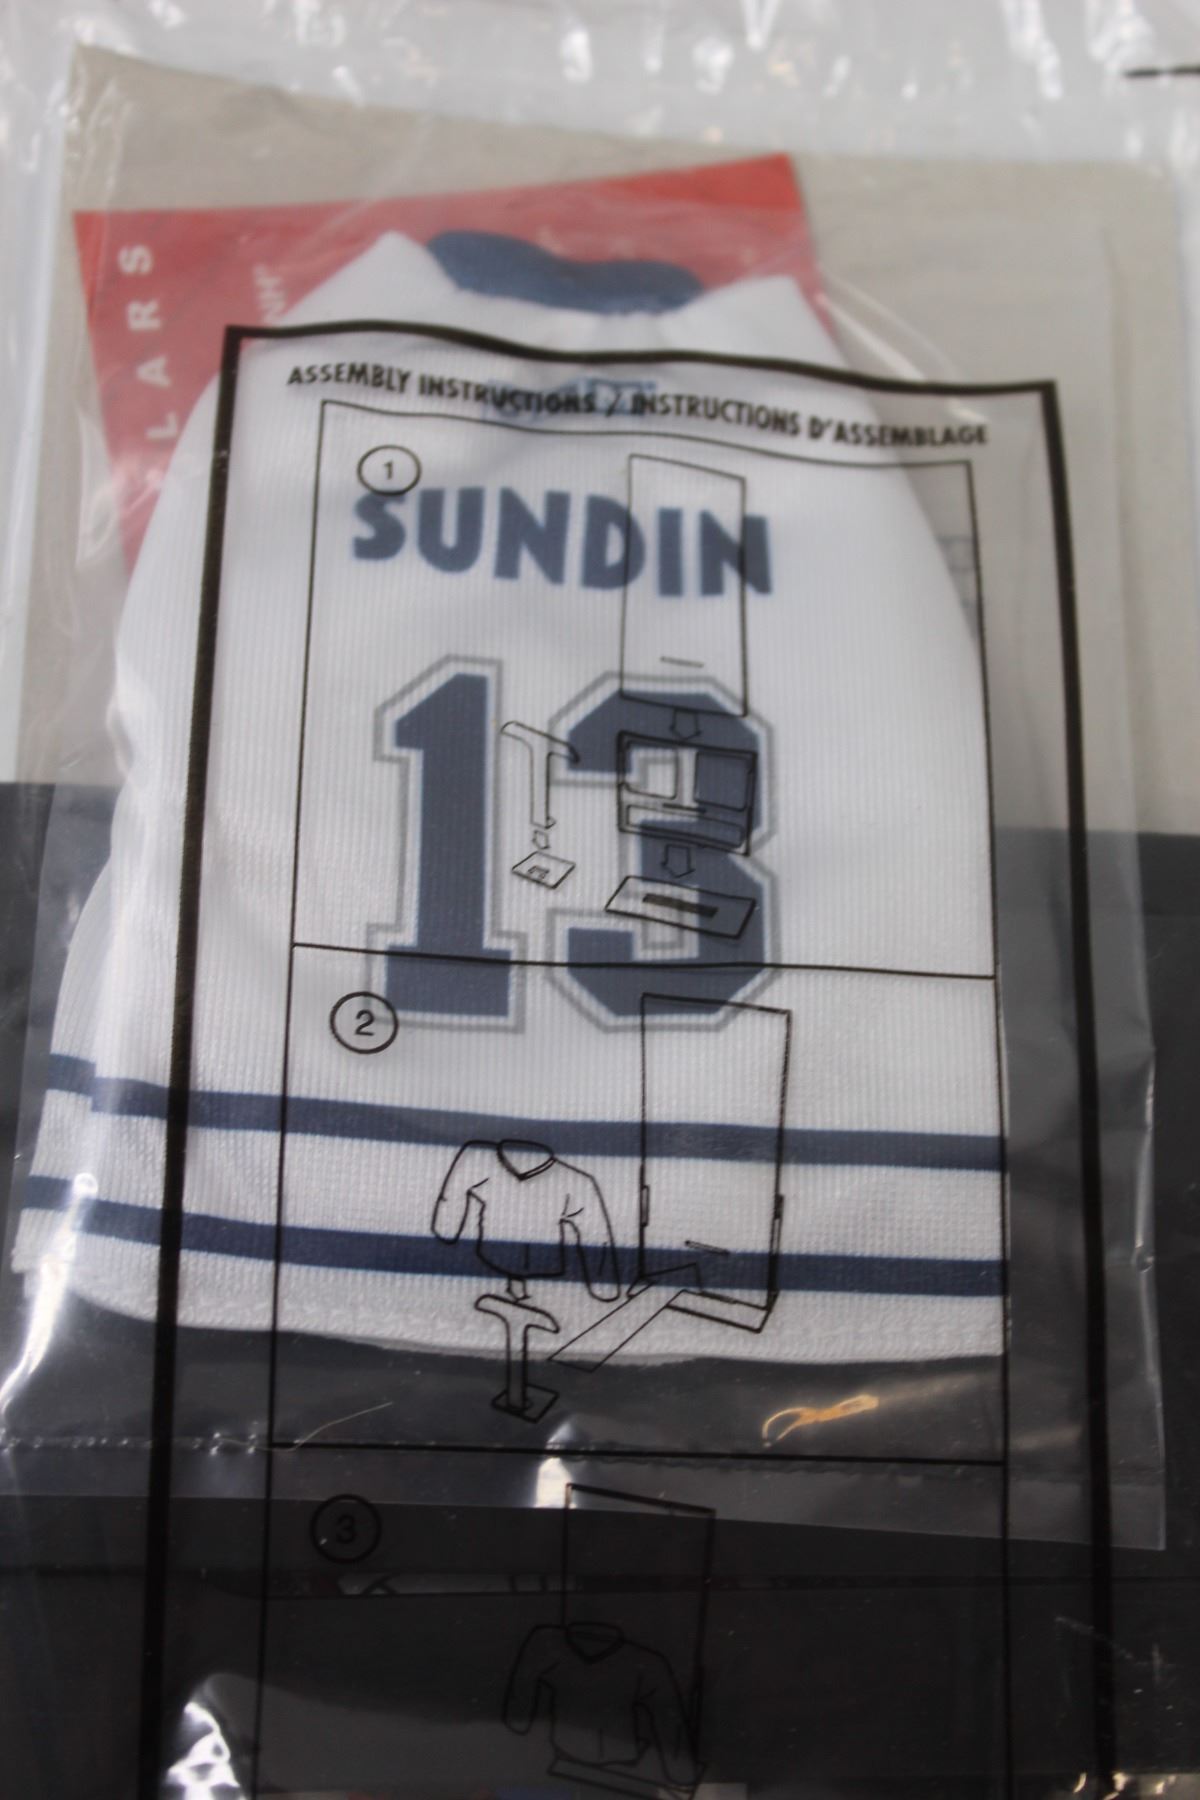 LARS
ASSEMBLY INSTRUCTIONS / INSTRUCTIONS D'ASSEMBLAGE
1
SUNDIN
13
2
3